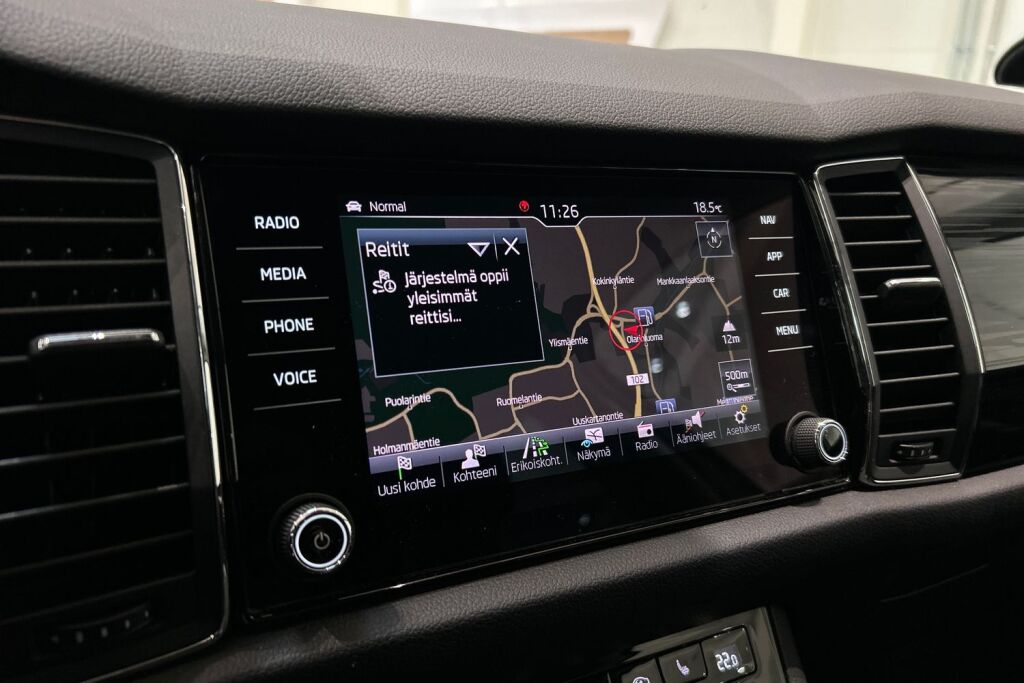 Normal
11:26
18.5°C
RADIO
MEDIA
PHONE
VOICE
Reitit
Järjestelmä oppii
yleisimmät
reittisi...
N
Kokinkyläntie
Mankkaanlaaksontie
Ylismäentie
Olarinluoma
12m
102
500m
Puolarintie
Ruomelantie
Uuskartanontie
Holmanmäentie
Uusi kohde
Kohteeni
Erikoiskoht.
Näkymä
Radio
Ääniohjeet
Asetukset
NAV
APP
CAR
MENU
22.0